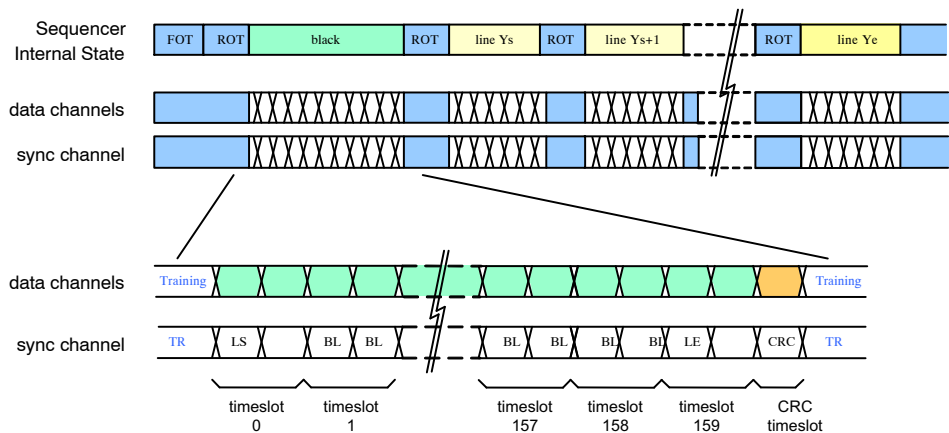 Sequencer
Internal State
FOT ROT black ROT line Ys ROT line Ys+1 ROT line Ye
data channels
sync channel
data channels Training Training
sync channel TR LS BL BL BL BL BL BL LE CRC TR
timeslot timeslot timeslot timeslot timeslot CRC
0 1 157 158 159 timeslot